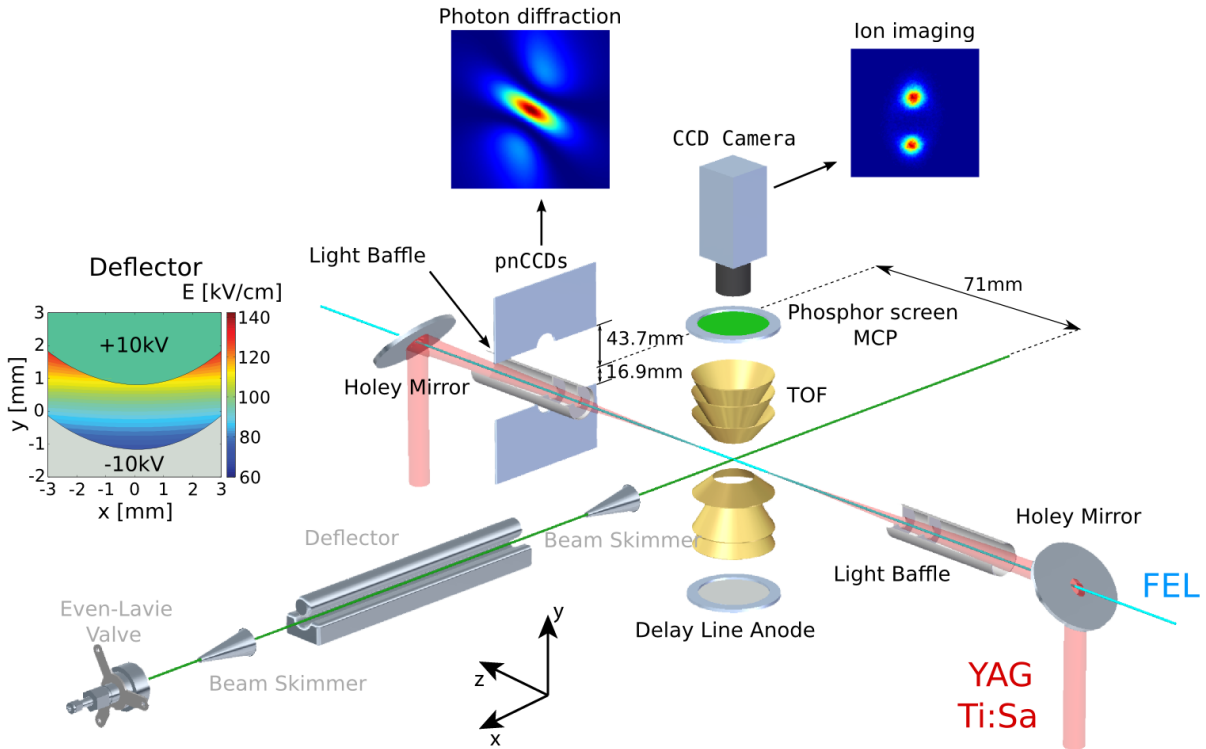 Photon diffraction
Ion imaging
CCD Camera
Light Baffle
pnCCDs
Deflector
E [kV/cm]
3
2
1
0
-1
-2
y [mm]
+10kV
-10kV
-3 -2 -1 0 1 2 3
x [mm]
140
120
100
80
60
71mm
Phosphor screen
MCP
43.7mm
16.9mm
Holey Mirror
TOF
Deflector
Beam Skimmer
Holey Mirror
Light Baffle
FEL
Even-Lavie
Valve
Beam Skimmer
Delay Line Anode
y
z
x
YAG
Ti:Sa